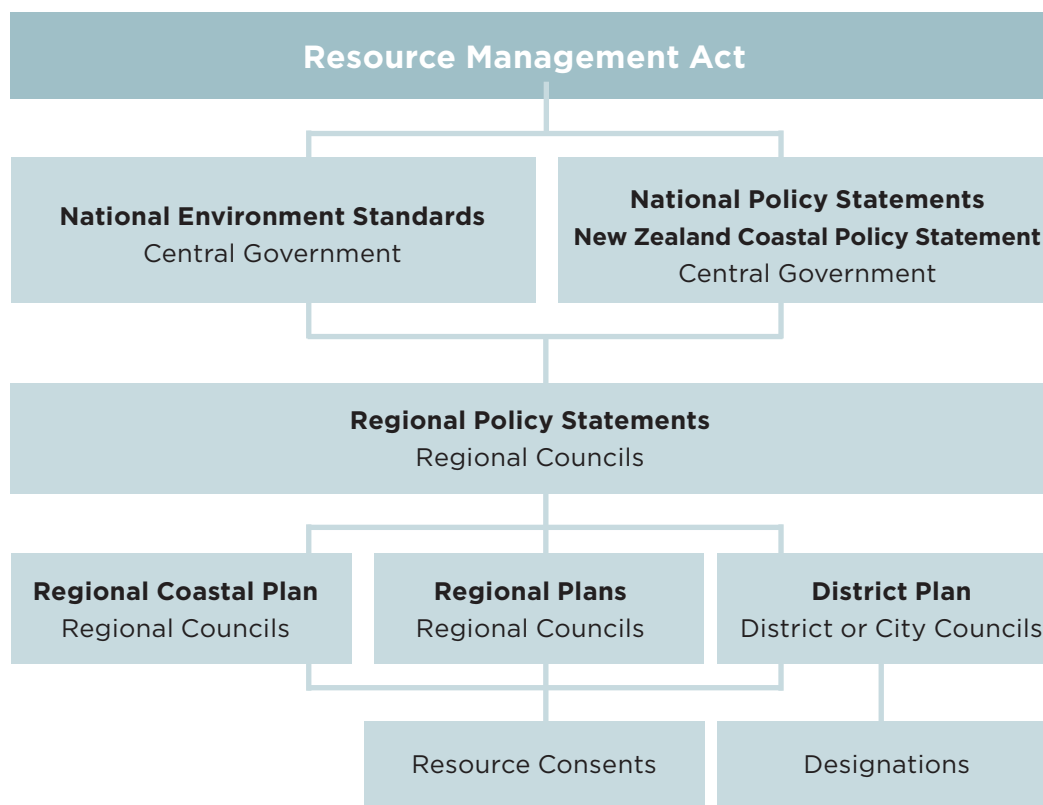 Resource Management Act
National Environment Standards
Central Government
National Policy Statements
New Zealand Coastal Policy Statement
Central Government
Regional Policy Statements
Regional Councils
Regional Coastal Plan
Regional Councils
Regional Plans
Regional Councils
District Plan
District or City Councils
Resource Consents
Designations